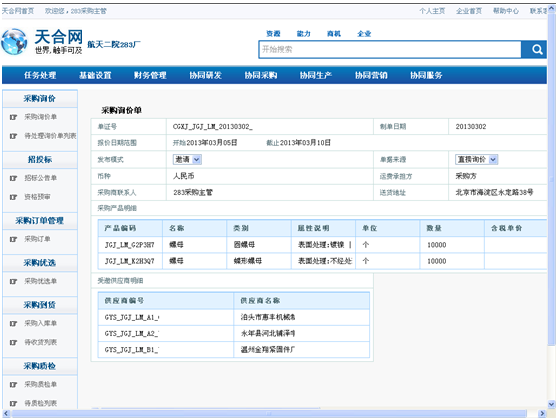 天合网首页 欢迎您，283采购主管 个人主页 企业首页 帮助中心 联系客
天合网
世界,触手可及
航天二院283厂
资源 能力 商机 企业
开始搜索
搜
任务处理 基础设置 财务管理 协同研发 协同采购 协同生产 协同营销 协同服务
采购询价
采购询价单
待处理询价单列表
招投标
招标公告单
资格预审
采购订单管理
采购订单
采购优选
采购优选单
采购到货
采购入库单
待收货列表
采购质检
采购质检单
待质检列表
采购询价单
单证号 CGXJ_JGJ_LM_20130302_ 制单日期 20130302
报价日期范围 开始2013年03月05日 截止2013年03月10日
发布模式 邀请 单据来源 直接询价
币种 人民币 运费承担方 采购方
采购商联系人 283采购主管 送货地址 北京市海淀区永定路38号
采购产品明细
产品编码 名称 类别 属性说明 单位 数量 含税单价
JGJ_LM_G2P3H7 螺母 圆螺母 表面处理:镀镍 | 个 10000
JGJ_LM_K2H3Q7 螺母 蝶形螺母 表面处理:不经处 个 10000
受邀供应商明细
供应商编号 供应商名称
GYS_JGJ_LM_A1_ 泊头市惠丰机械制
GYS_JGJ_LM_A2_ 永年县河北铺泽
GYS_JGJ_LM_B1_ 温州金翔紧固件厂